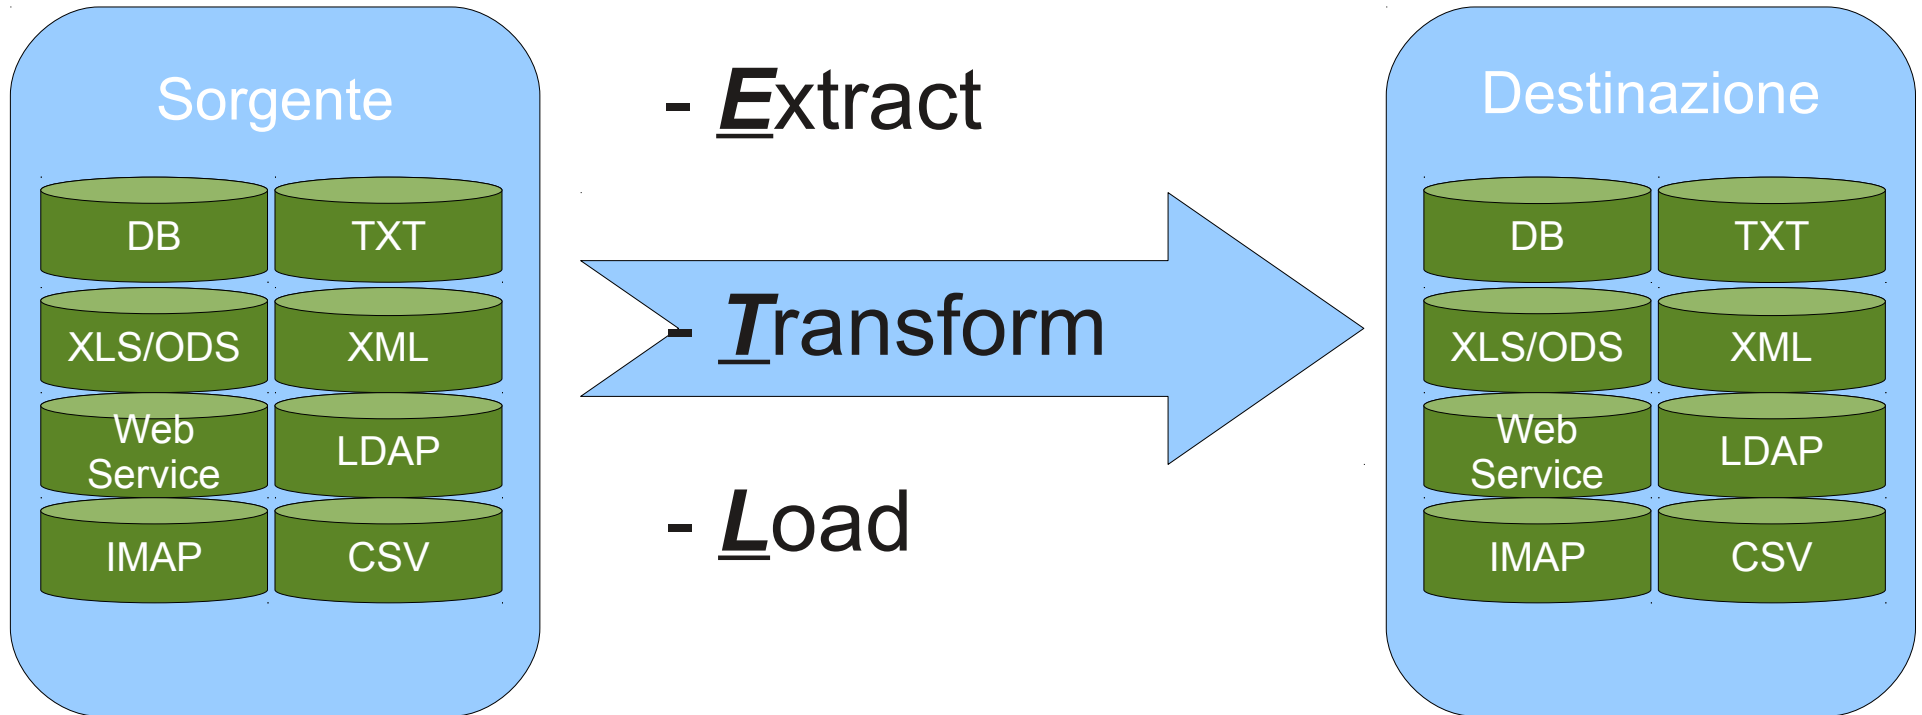 Sorgente
DB
TXT
XLS/ODS
XML
Web
Service
LDAP
IMAP
CSV
- Extract
- Transform
- Load
Destinazione
DB
TXT
XLS/ODS
XML
Web
Service
LDAP
IMAP
CSV